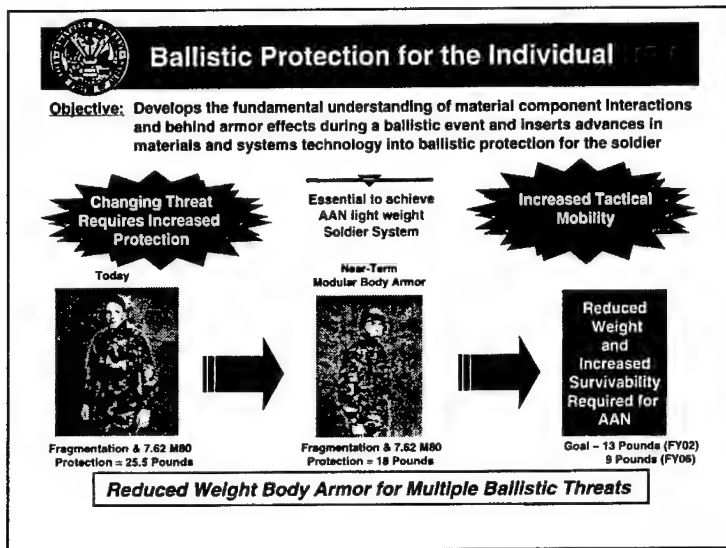 Ballistic Protection for the Individual
Objective: Develops the fundamental understanding of material component interactions
and behind armor effects during a ballistic event and inserts advances in
materials and systems technology into ballistic protection for the soldier
Changing Threat
Requires Increased
Protection
Essential to achieve
AAN light weight
Soldier System
Increased Tactical
Mobility
Today
Near-Term
Modular Body Armor
Reduced
Weight
and
Increased
Survivability
Required for
AAN
Fragmentation & 7.62 M80
Protection = 25.5 Pounds
Fragmentation & 7.62 M80
Protection = 18 Pounds
Goal – 13 Pounds (FY02)
9 Pounds (FY06)
Reduced Weight Body Armor for Multiple Ballistic Threats